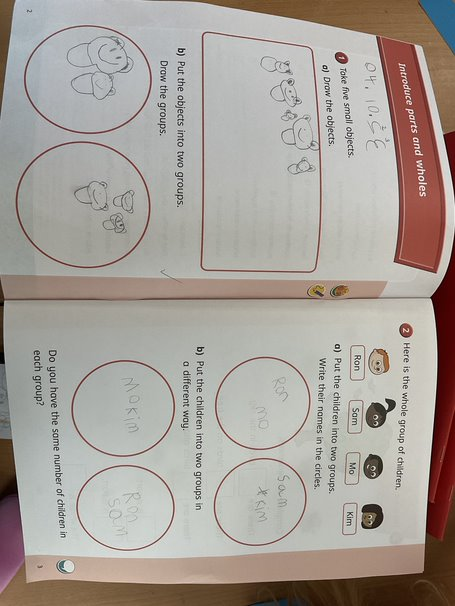 Introduce parts and wholes
04.10.23
1 Take five small objects.
a) Draw the objects.
b) Put the objects into two groups.
Draw the groups.
2
2 Here is the whole group of children.
Ron
Sam
Mo
Kim
a) Put the children into two groups.
Write their names in the circles.
Ron
mo
Sam
kim
b) Put the children into two groups in
a different way.
Mokim
Ron
Sam
Do you have the same number of children in
each group?
3